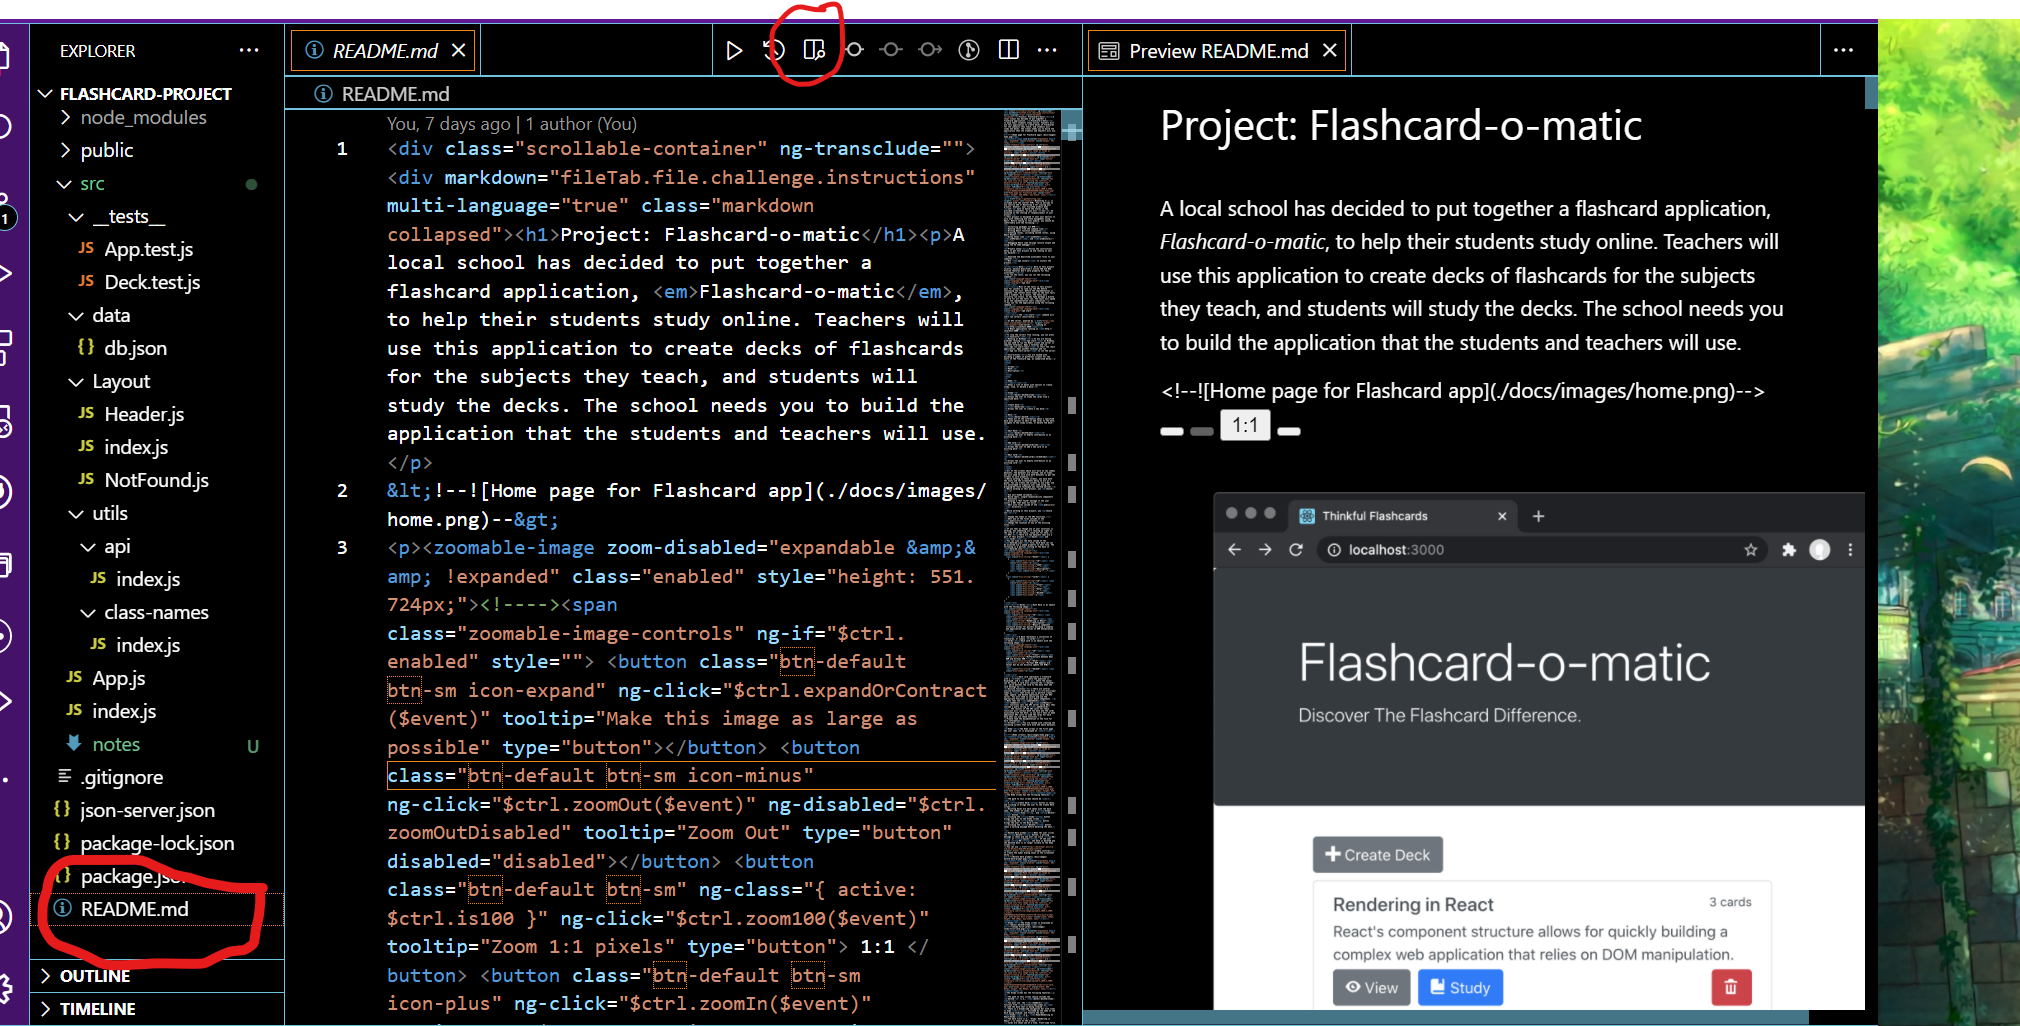 EXPLORER
FLASHCARD-PROJECT
node_modules
public
src
__tests__
JS App.test.js
JS Deck.test.js
data
{} db.json
Layout
JS Header.js
JS index.js
JS NotFound.js
utils
api
JS index.js
class-names
JS index.js
JS App.js
JS index.js
notes U
.gitignore
{} json-server.json
{} package-lock.json
{} package.json
README.md
OUTLINE
TIMELINE
1
README.md
README.md
You, 7 days ago | 1 author (You)
1 <div class="scrollable-container" ng-transclude="">
<div markdown="fileTab.file.challenge.instructions"
multi-language="true" class="markdown
collapsed"><h1>Project: Flashcard-o-matic</h1><p>A
local school has decided to put together a
flashcard application, <em>Flashcard-o-matic</em>,
to help their students study online. Teachers will
use this application to create decks of flashcards
for the subjects they teach, and students will
study the decks. The school needs you to build the
application that the students and teachers will use.
</p>
2 &lt;!--![Home page for Flashcard app](./docs/images/
home.png)--&gt;
3 <p><zoomable-image zoom-disabled="expandable &amp;&
amp; !expanded" class="enabled" style="height: 551.
724px;"><!----><span
class="zoomable-image-controls" ng-if="$ctrl.
enabled" style=""> <button class="btn-default
btn-sm icon-expand" ng-click="$ctrl.expandOrContract
($event)" tooltip="Make this image as large as
possible" type="button"></button> <button
class="btn-default btn-sm icon-minus"
ng-click="$ctrl.zoomOut($event)" ng-disabled="$ctrl.
zoomOutDisabled" tooltip="Zoom Out" type="button"
disabled="disabled"></button> <button
class="btn-default btn-sm" ng-class="{ active:
$ctrl.is100 }" ng-click="$ctrl.zoom100($event)"
tooltip="Zoom 1:1 pixels" type="button"> 1:1 </
button> <button class="btn-default btn-sm
icon-plus" ng-click="$ctrl.zoomIn($event)"
Preview README.md
Project: Flashcard-o-matic
A local school has decided to put together a flashcard application,
Flashcard-o-matic, to help their students study online. Teachers will
use this application to create decks of flashcards for the subjects
they teach, and students will study the decks. The school needs you
to build the application that the students and teachers will use.
<!--![Home page for Flashcard app](./docs/images/home.png)-->
1:1
Thinkful Flashcards
localhost:3000
Flashcard-o-matic
Discover The Flashcard Difference.
Create Deck
Rendering in React 3 cards
React's component structure allows for quickly building a
complex web application that relies on DOM manipulation.
View Study